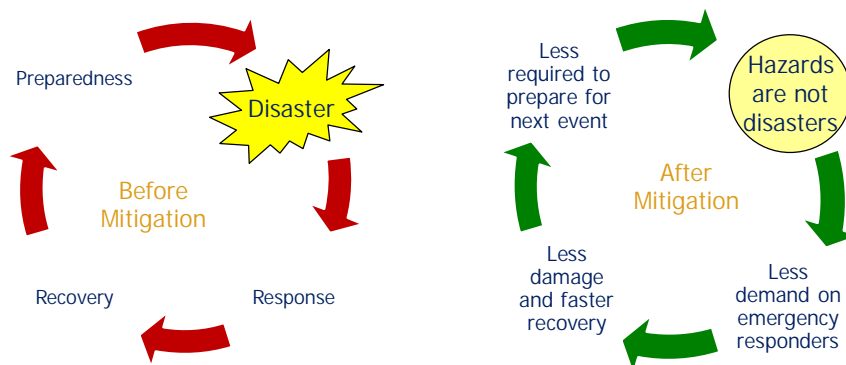 Preparedness
Disaster
Before
Mitigation
Recovery
Response
Less
required to
prepare for
next event
Hazards
are not
disasters
After
Mitigation
Less
damage
and faster
recovery
Less
demand on
emergency
responders